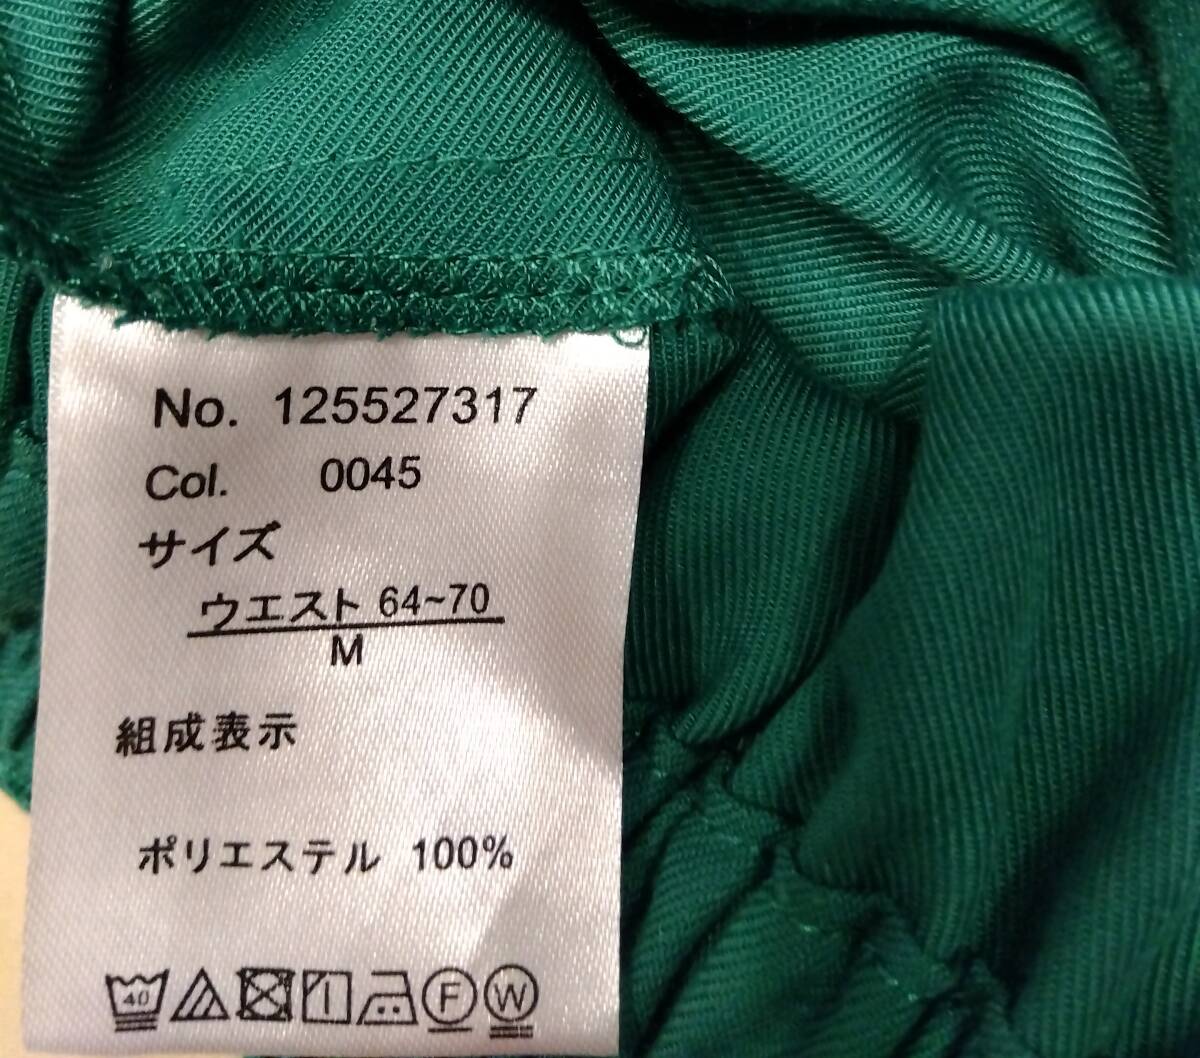 No. 125527317
Col. 0045
サイズ
ウエスト 64~70
M
組成表示
ポリエステル 100%
40 F W